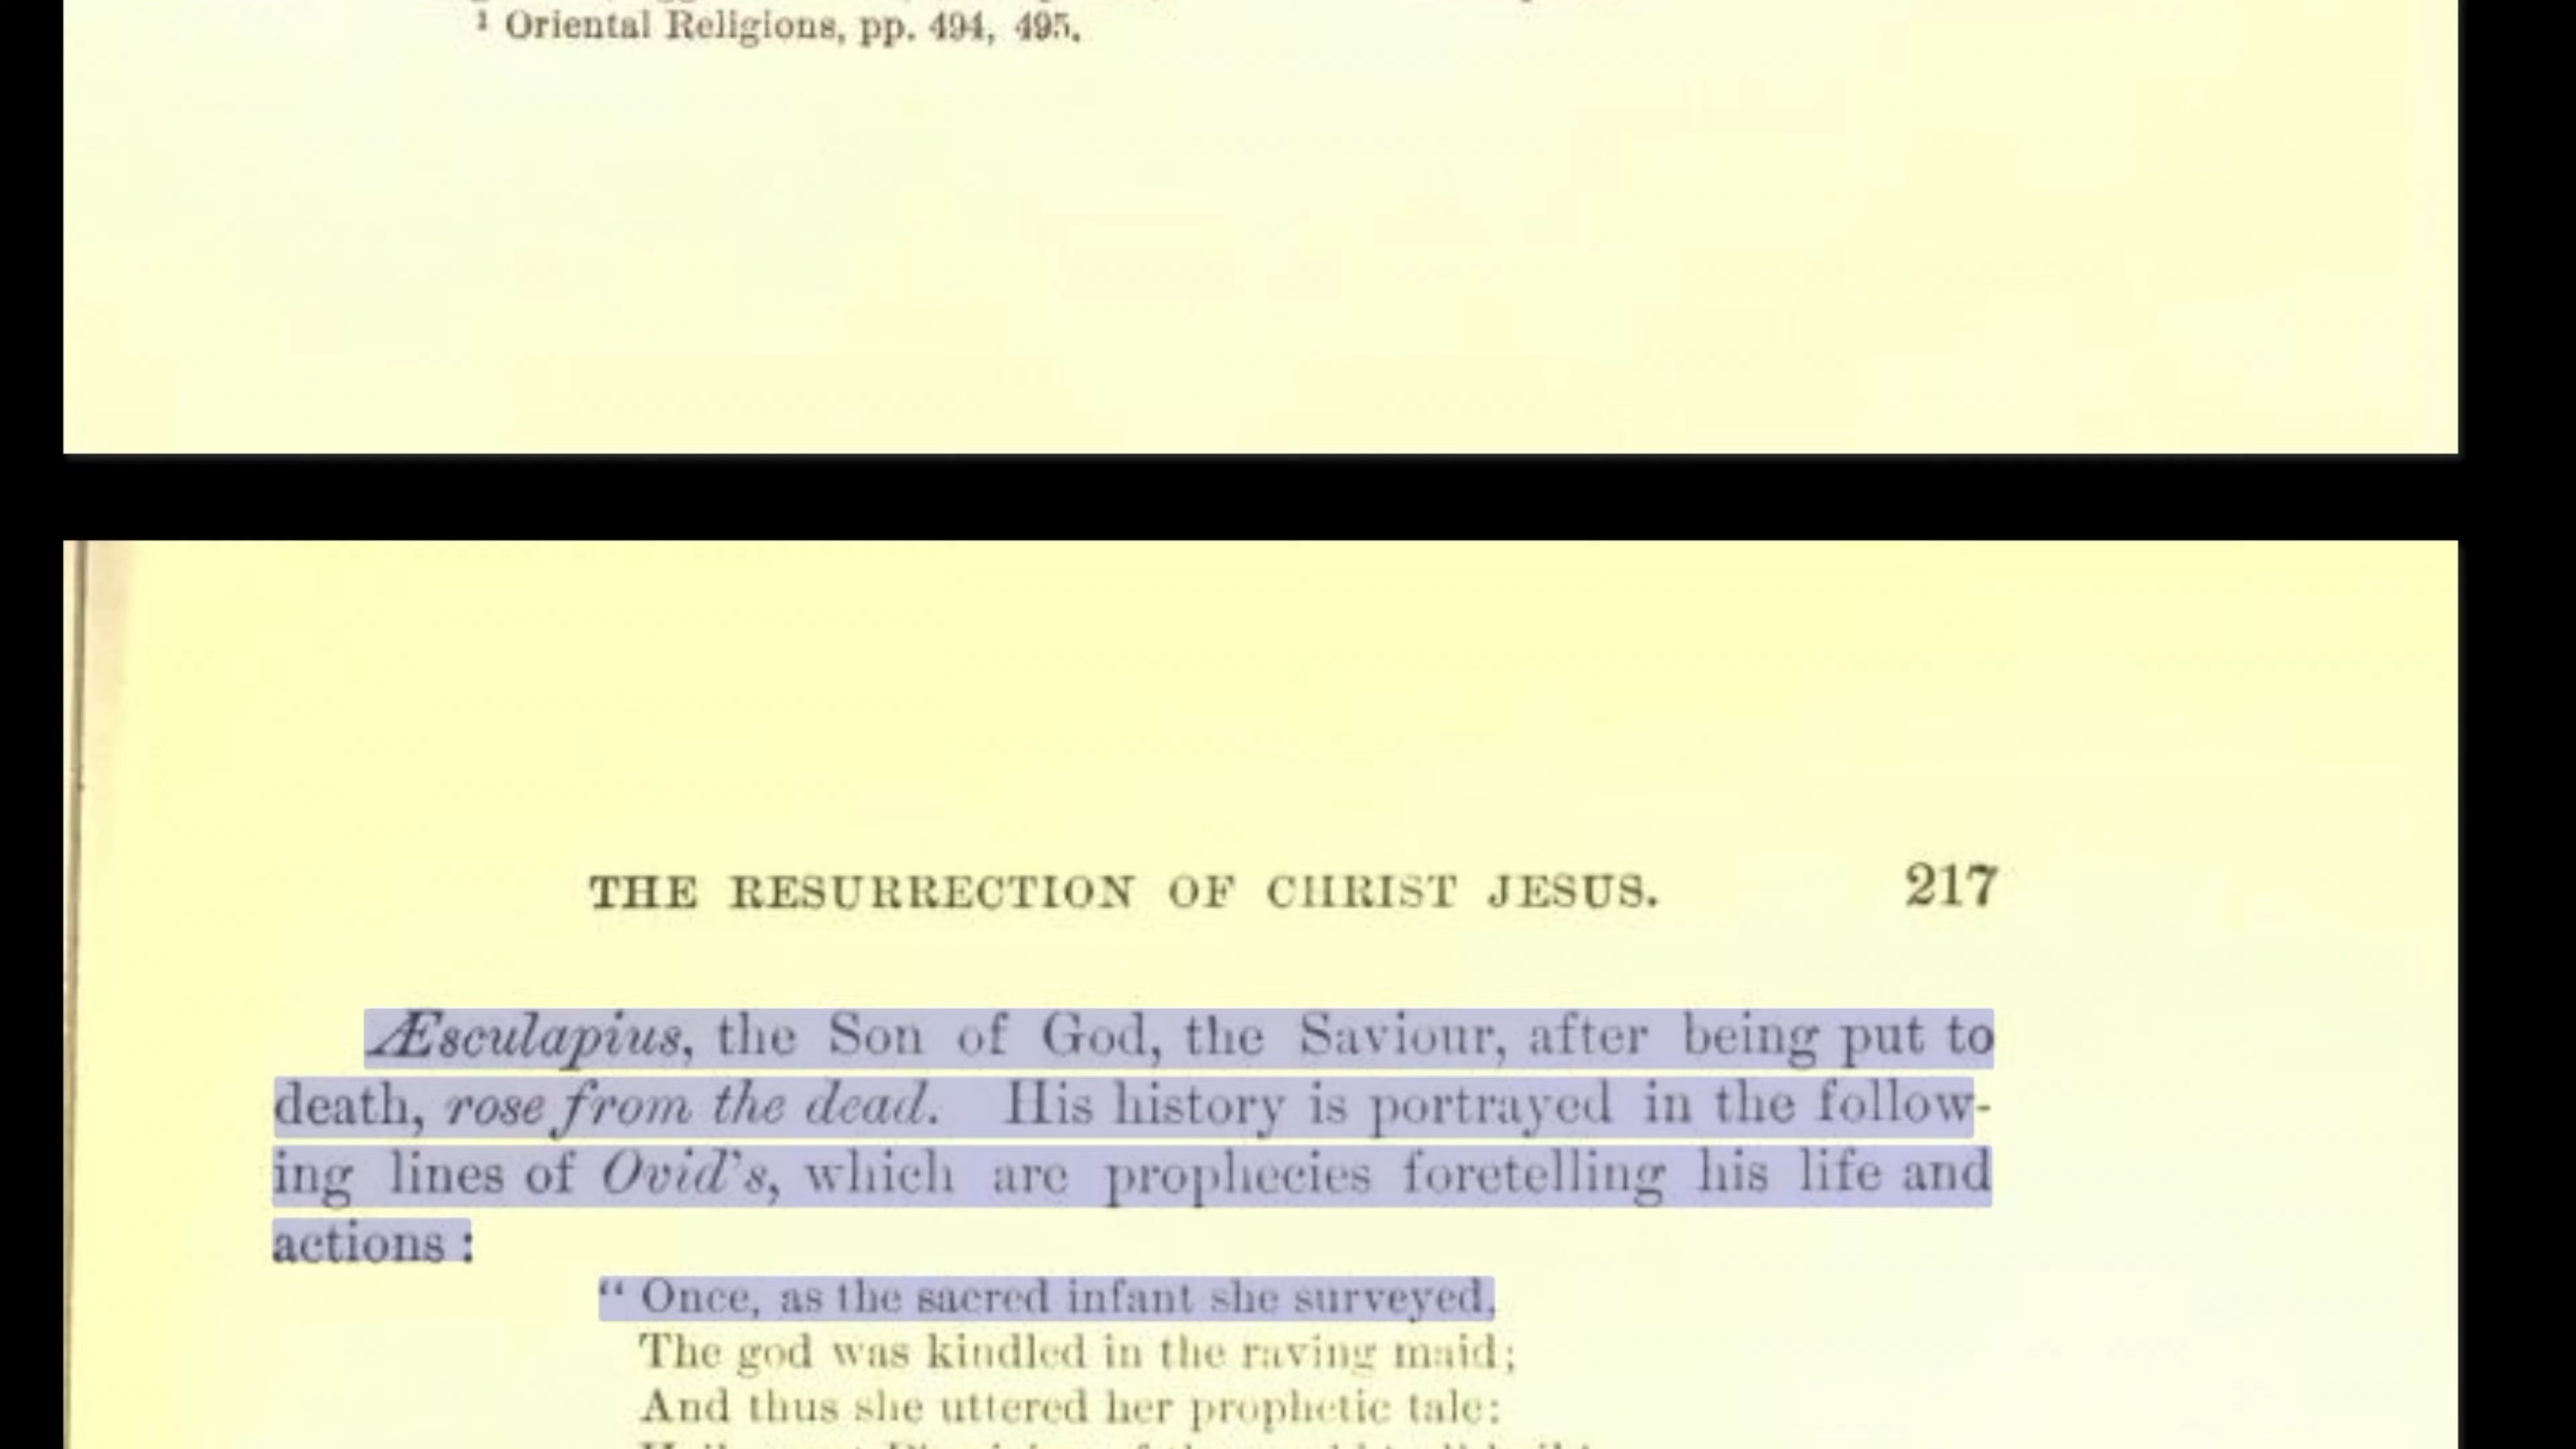 ¹ Oriental Religions, pp. 494, 495.
THE RESURRECTION OF CHRIST JESUS. 217
Æsculapius, the Son of God, the Saviour, after being put to
death, rose from the dead. His history is portrayed in the follow-
ing lines of Ovid's, which are prophecies foretelling his life and
actions :
“ Once, as the sacred infant she surveyed,
The god was kindled in the raving maid;
And thus she uttered her prophetic tale: